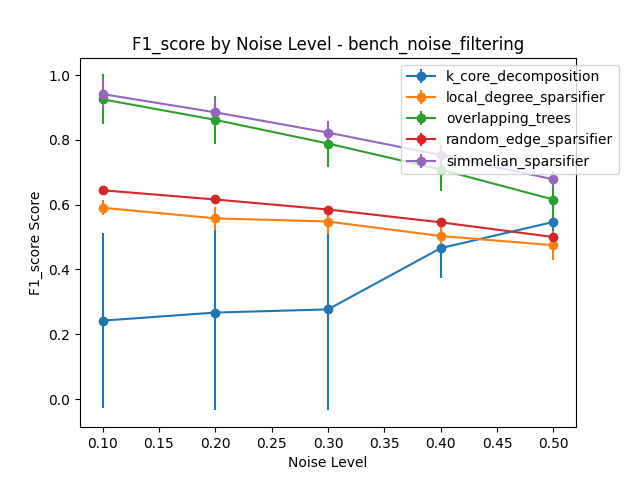 F1_score by Noise Level - bench_noise_filtering
k_core_decomposition
local_degree_sparsifier
overlapping_trees
random_edge_sparsifier
simmelian_sparsifier
F1_score Score
1.0
0.8
0.6
0.4
0.2
0.0
0.10 0.15 0.20 0.25 0.30 0.35 0.40 0.45 0.50
Noise Level